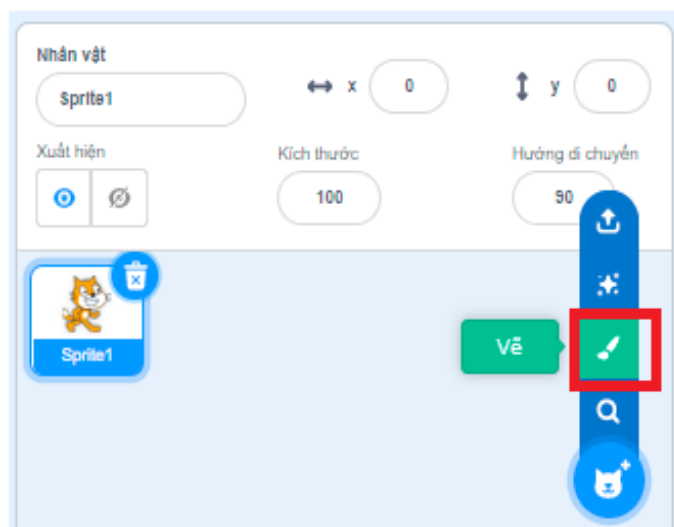 Nhân vật
Sprite1
x 0
y 0
Xuất hiện
Kích thước
Hướng di chuyển
100
90
Sprite1
Vẽ